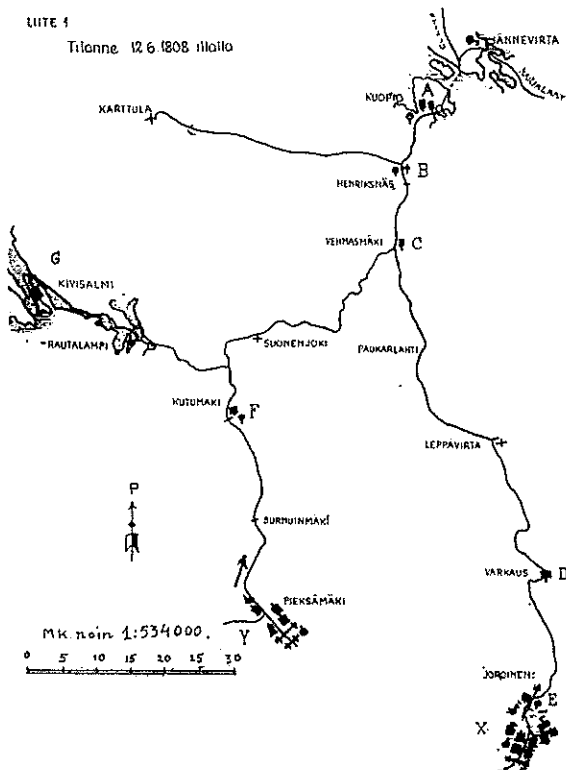 LIITE 1
Tilanne 12.6.1808 illalla
ÄNNEVIRTA
KARTTULA
KUOPIO
A
B
HENRIKSNÄS
VEHMASMÄKI
C
G
KIVISALMI
RAUTALAMPI
SUONENJOKI
PAUKARLAHTI
KUTUMÄKI
F
LEPPÄVIRTA
P
SURNUINMÄKI
VARKAUS
D
PIEKSÄMÄKI
Y
MK. noin 1:534000.
0 5 10 15 20 25 30
JOROINEN
E
X